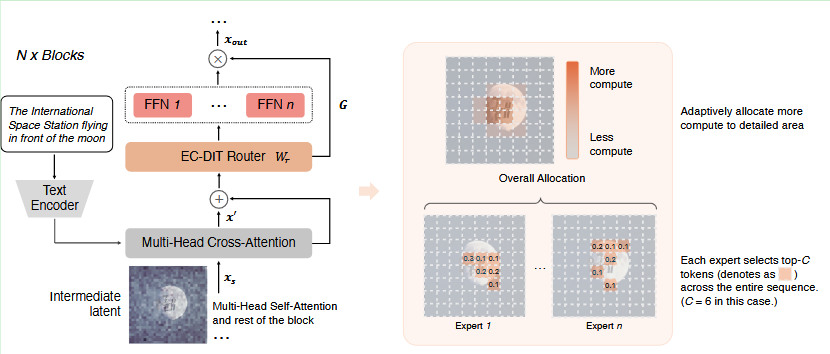 N x Blocks
...
x_out
×
G
FFN 1 ... FFN n
The International
Space Station flying
in front of the moon
EC-DIT Router W_r
Text
Encoder
+
x'
Multi-Head Cross-Attention
x_s
Intermediate
latent
Multi-Head Self-Attention
and rest of the block
...
More
compute
Less
compute
Overall Allocation
Adaptively allocate more
compute to detailed area
0.3 0.1 0.1
0.2 0.2
0.1
Expert 1
...
0.2 0.1 0.1
0.2
0.1
0.1
Expert n
Each expert selects top-C
tokens (denotes as )
across the entire sequence.
(C = 6 in this case.)